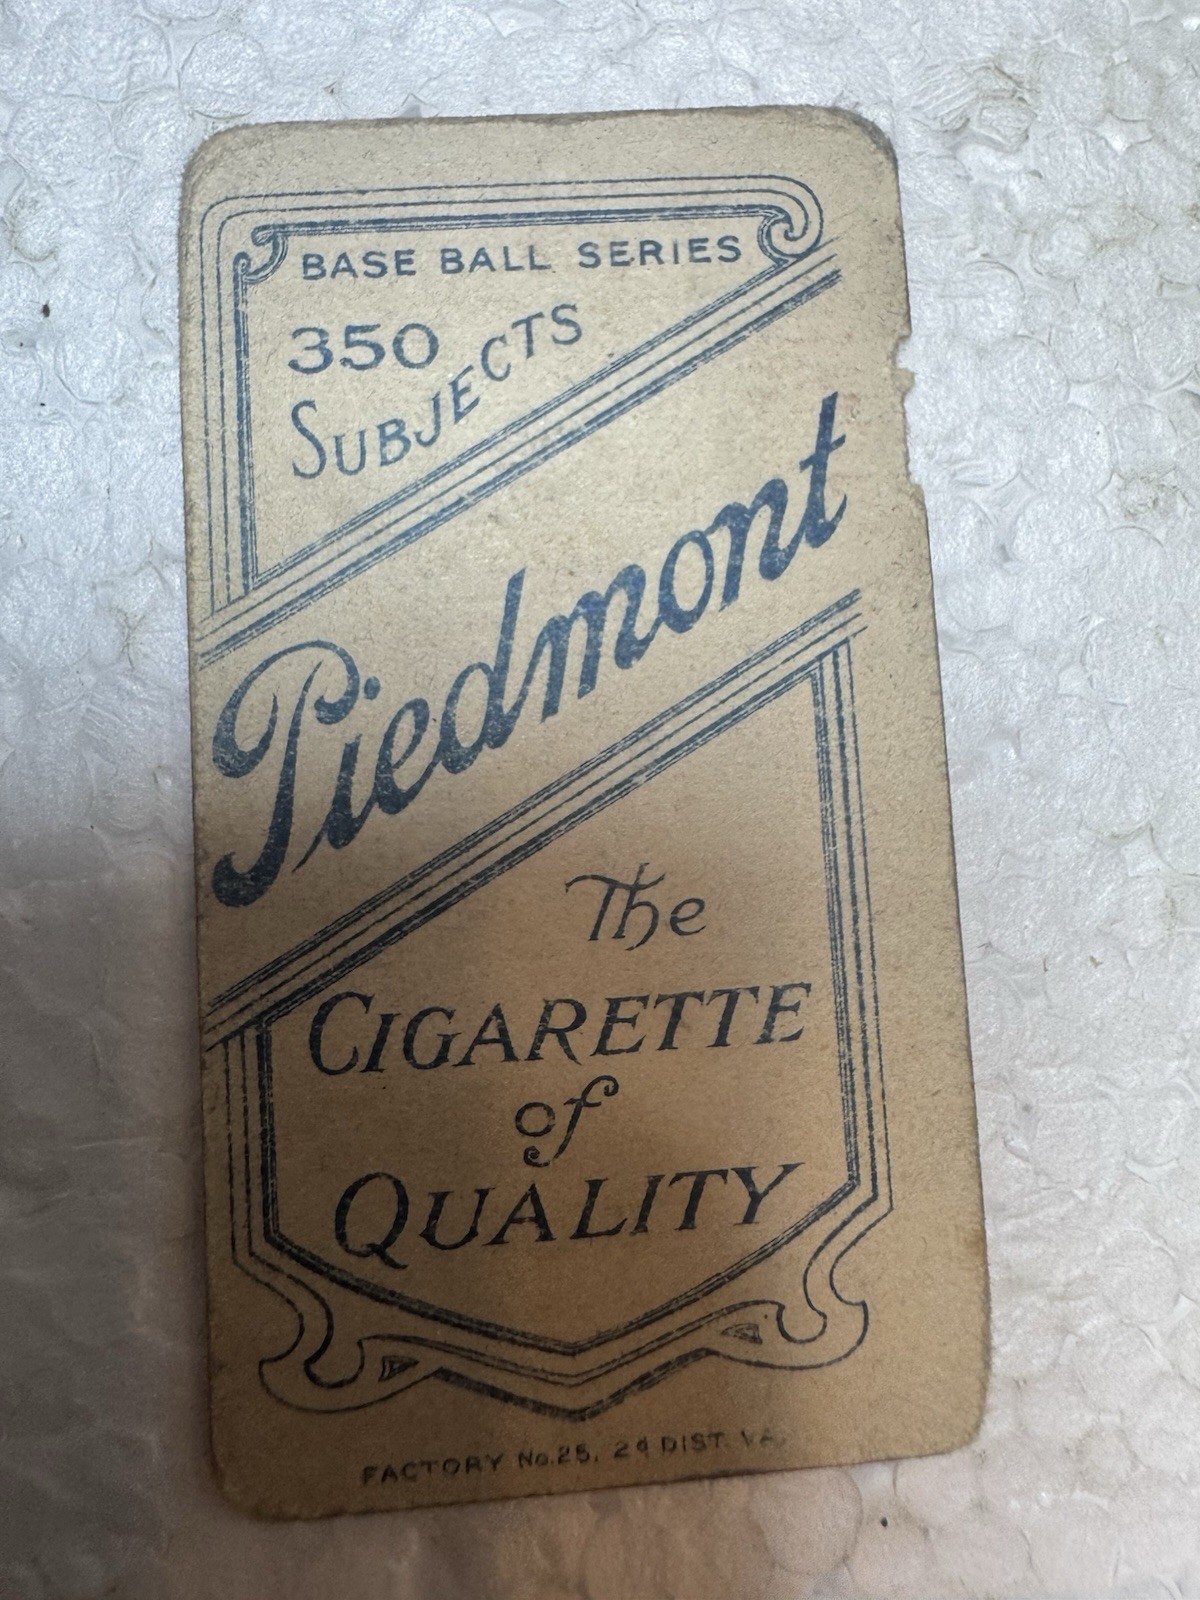 BASE BALL SERIES
350
SUBJECTS
Piedmont
The
CIGARETTE
of
QUALITY
FACTORY No. 25, 2d DIST. VA.